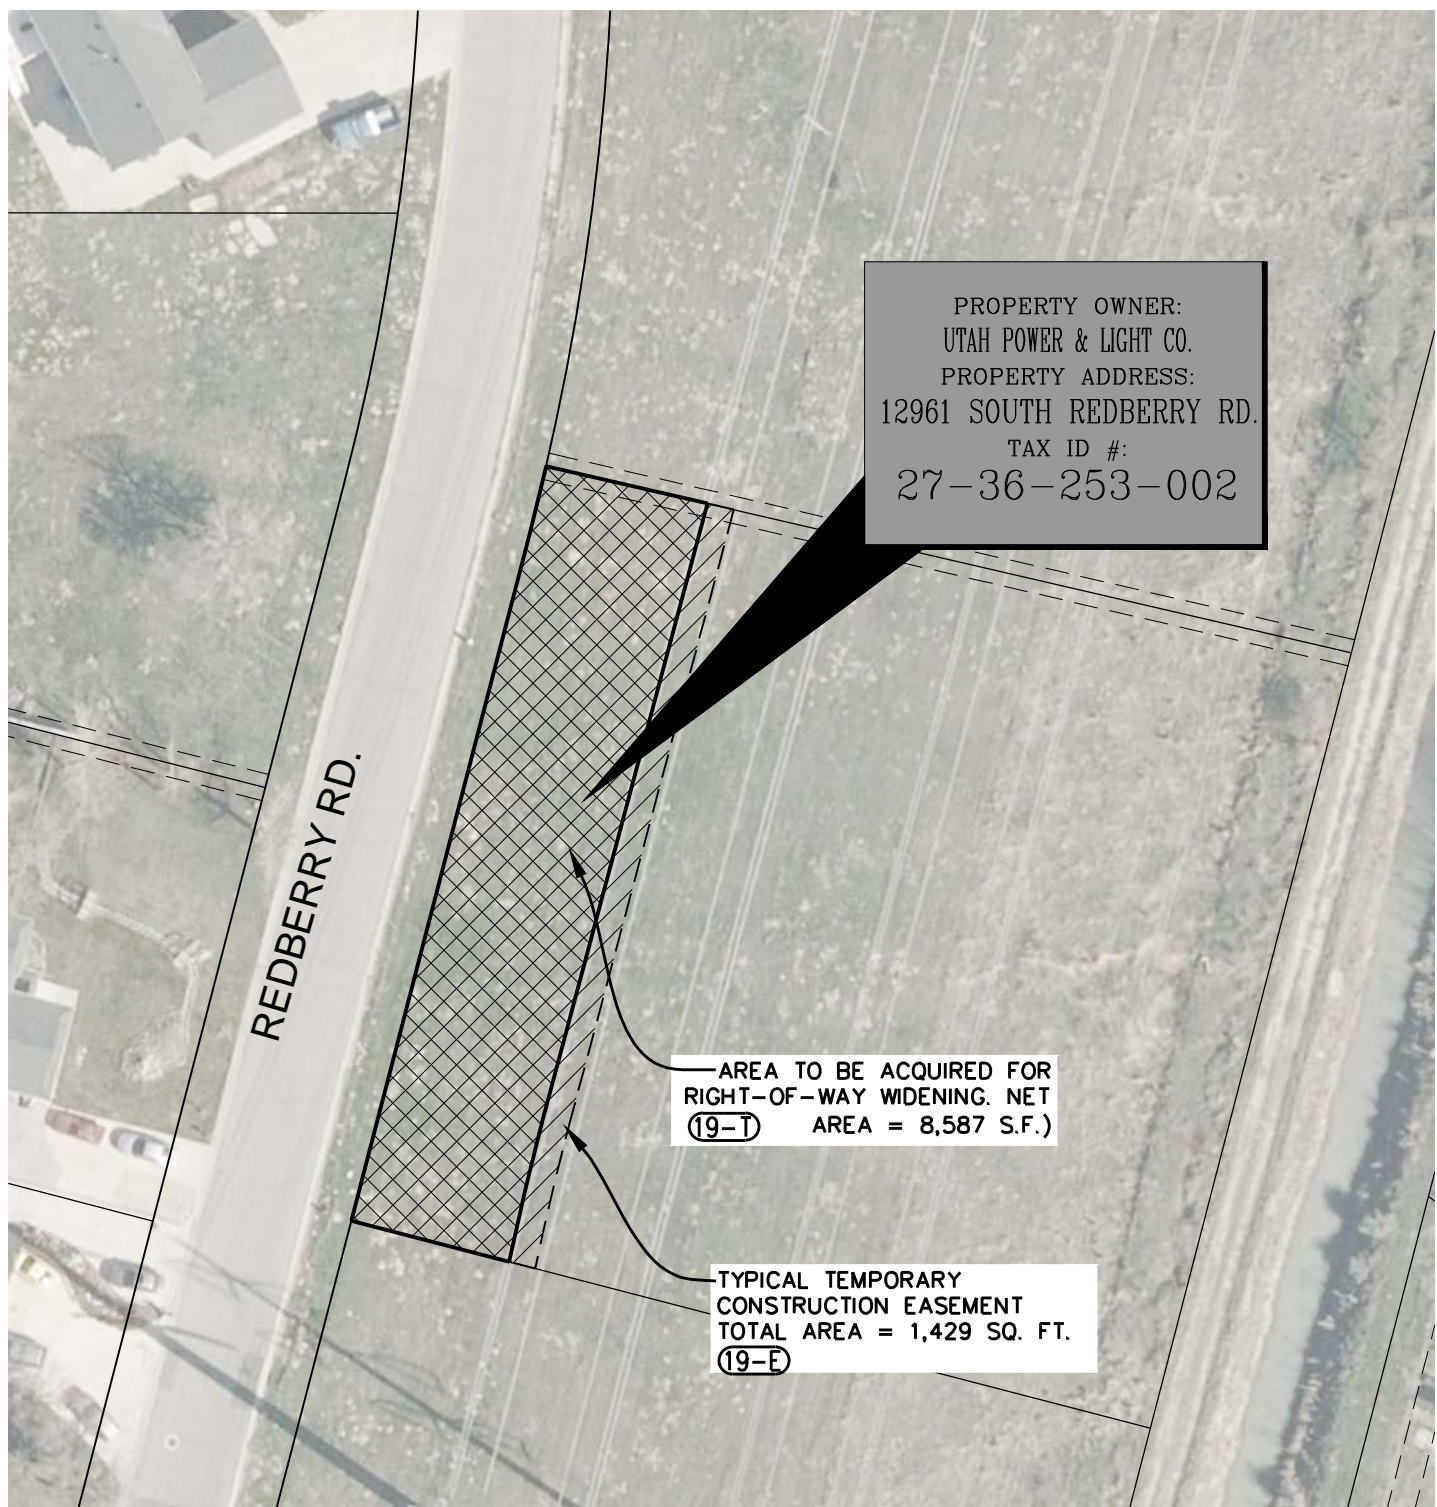 PROPERTY OWNER:
UTAH POWER & LIGHT CO.
PROPERTY ADDRESS:
12961 SOUTH REDBERRY RD.
TAX ID #:
27-36-253-002
REDBERRY RD.
AREA TO BE ACQUIRED FOR
RIGHT-OF-WAY WIDENING. NET
19-T AREA = 8,587 S.F.)
TYPICAL TEMPORARY
CONSTRUCTION EASEMENT
TOTAL AREA = 1,429 SQ. FT.
19-E